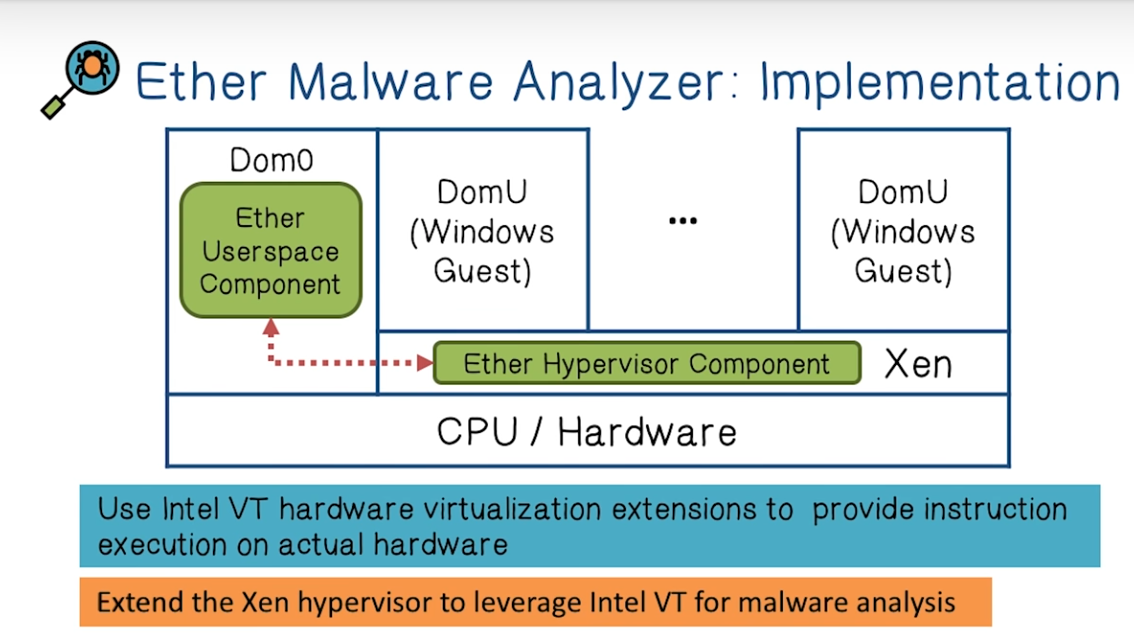 Ether Malware Analyzer: Implementation
Dom0
Ether
Userspace
Component
DomU
(Windows
Guest)
...
DomU
(Windows
Guest)
Ether Hypervisor Component
Xen
CPU / Hardware
Use Intel VT hardware virtualization extensions to provide instruction
execution on actual hardware
Extend the Xen hypervisor to leverage Intel VT for malware analysis